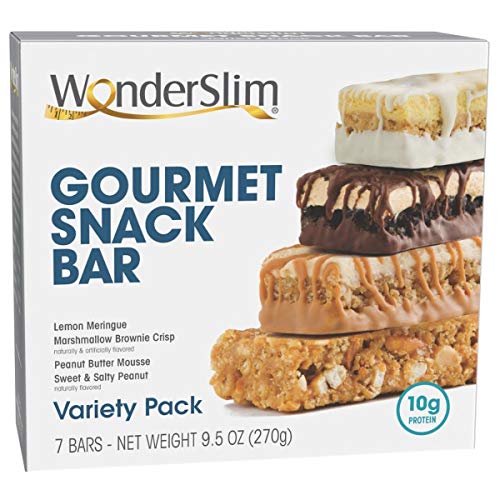 WonderSlim®
GOURMET
SNACK
BAR
Lemon Meringue
Marshmallow Brownie Crisp
naturally & artificially flavored
Peanut Butter Mousse
Sweet & Salty Peanut
naturally flavored
Variety Pack
10g
PROTEIN
7 BARS - NET WEIGHT 9.5 OZ (270g)